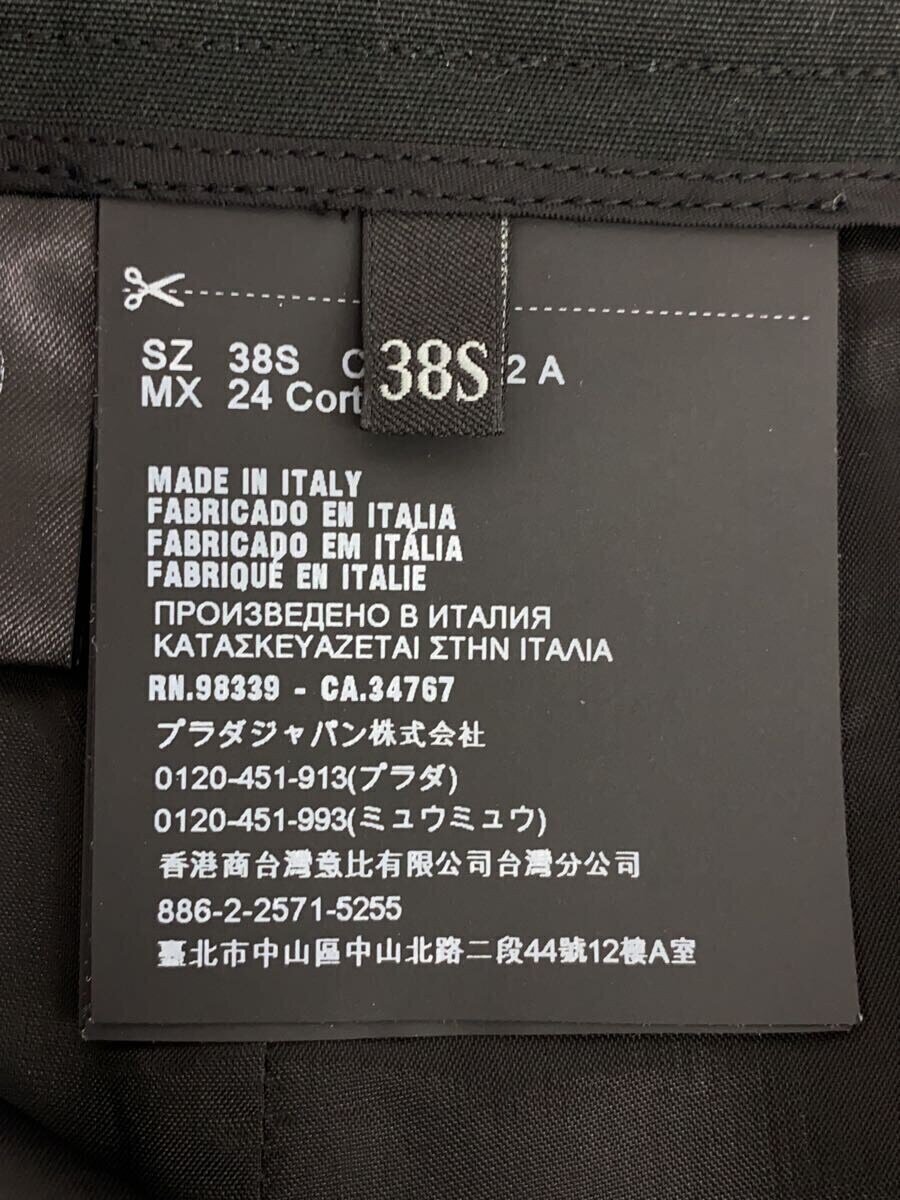 SZ 38S 2 A
MX 24
38S
MADE IN ITALY
FABRICADO EN ITALIA
FABRICADO EM ITÁLIA
FABRIQUÉ EN ITALIE
ПРОИЗВЕДЕНО В ИТАЛИЯ
ΚΑΤΑΣΚΕΥΑΖΕΤΑΙ ΣΤΗΝ ΙΤΑΛΙΑ
RN.98339 - CA.34767
プラダジャパン株式会社
0120-451-913(プラダ)
0120-451-993(ミュウミュウ)
香港商台灣意比有限公司台灣分公司
886-2-2571-5255
臺北市中山區中山北路二段44號12樓A室